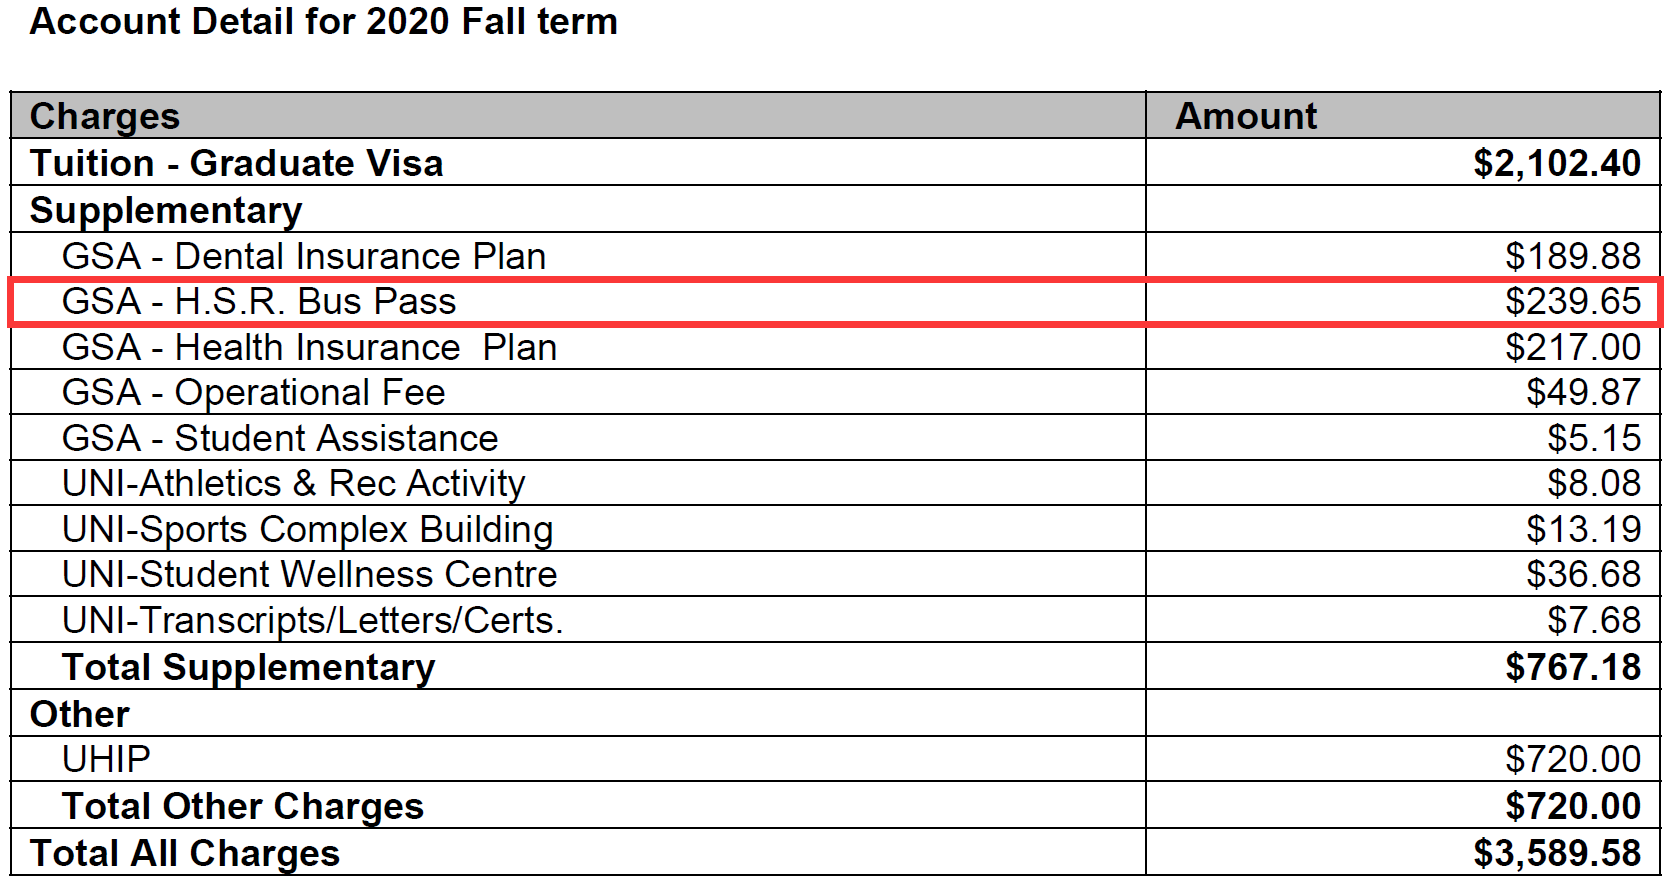 Account Detail for 2020 Fall term
Charges Amount
Tuition - Graduate Visa $2,102.40
Supplementary
GSA - Dental Insurance Plan $189.88
GSA - H.S.R. Bus Pass $239.65
GSA - Health Insurance  Plan $217.00
GSA - Operational Fee $49.87
GSA - Student Assistance $5.15
UNI-Athletics & Rec Activity $8.08
UNI-Sports Complex Building $13.19
UNI-Student Wellness Centre $36.68
UNI-Transcripts/Letters/Certs. $7.68
Total Supplementary $767.18
Other
UHIP $720.00
Total Other Charges $720.00
Total All Charges $3,589.58